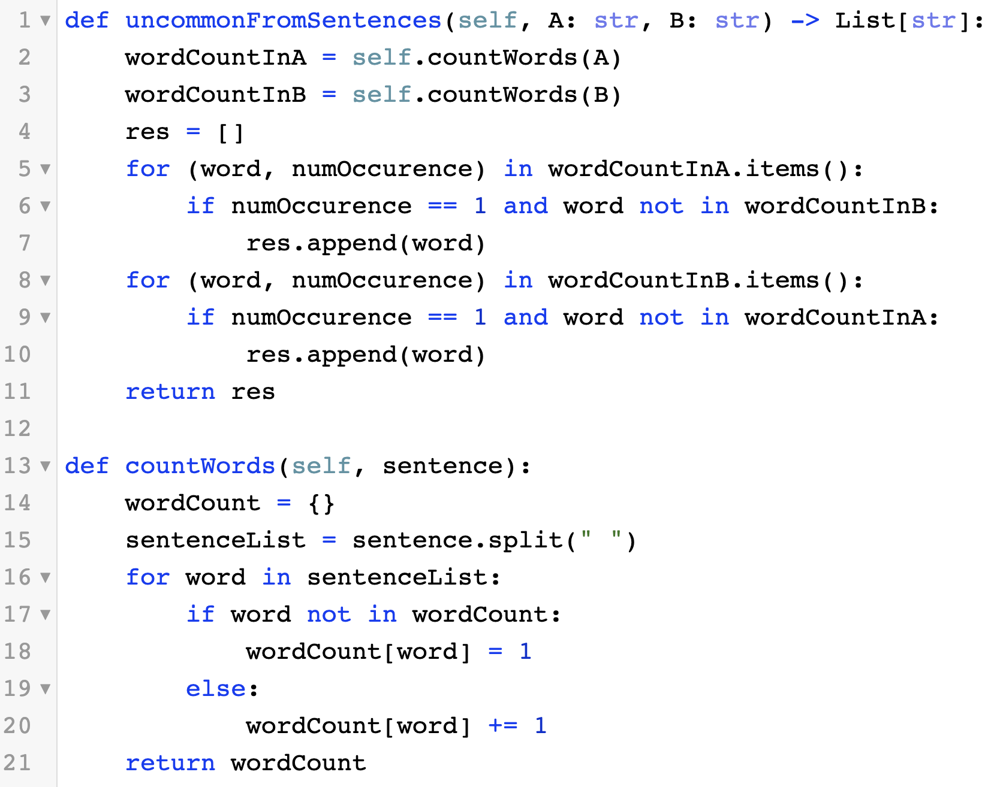 1 ▼ def uncommonFromSentences(self, A: str, B: str) -> List[str]:
2 wordCountInA = self.countWords(A)
3 wordCountInB = self.countWords(B)
4 res = []
5 ▼ for (word, numOccurence) in wordCountInA.items():
6 ▼ if numOccurence == 1 and word not in wordCountInB:
7 res.append(word)
8 ▼ for (word, numOccurence) in wordCountInB.items():
9 ▼ if numOccurence == 1 and word not in wordCountInA:
10 res.append(word)
11 return res
12
13 ▼ def countWords(self, sentence):
14 wordCount = {}
15 sentenceList = sentence.split(" ")
16 ▼ for word in sentenceList:
17 ▼ if word not in wordCount:
18 wordCount[word] = 1
19 ▼ else:
20 wordCount[word] += 1
21 return wordCount